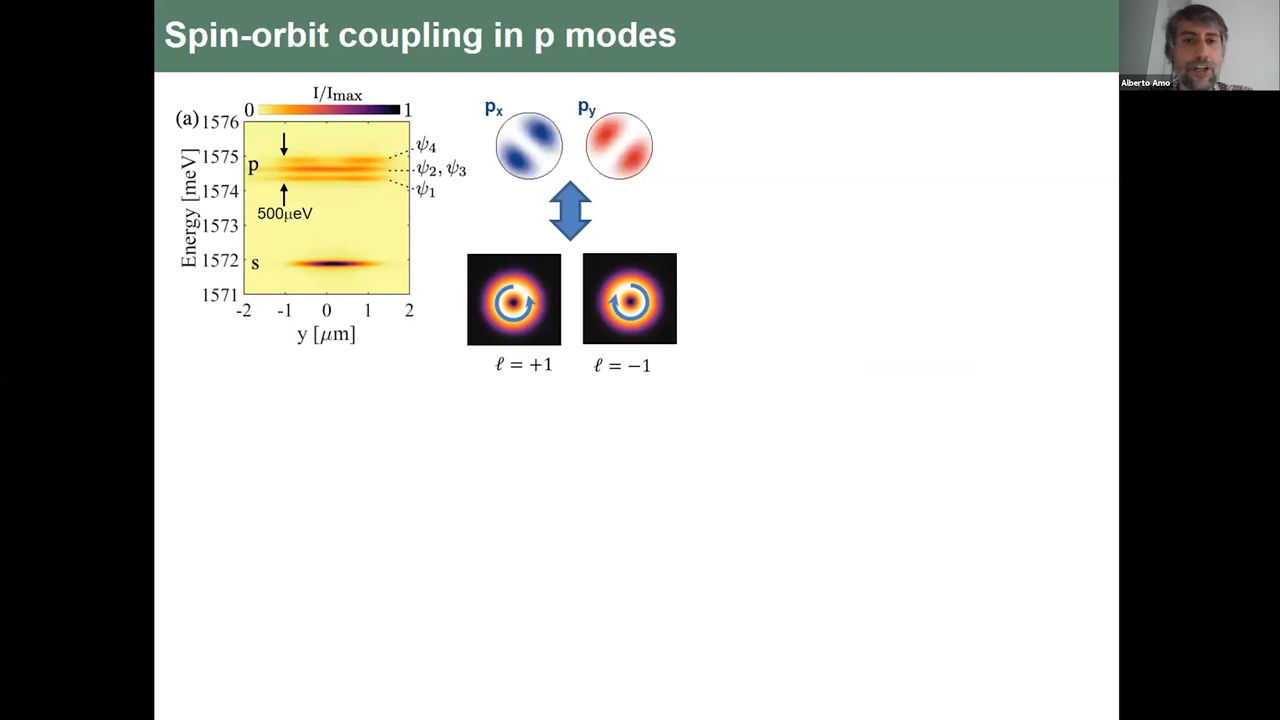 Spin-orbit coupling in p modes
Alberto Amo
I/Imax
0 1
(a)
1576
1575
1574
1573
1572
1571
Energy [meV]
p
500μeV
s
ψ4
ψ2, ψ3
ψ1
-2 -1 0 1 2
y [μm]
px py
ℓ = +1 ℓ = −1